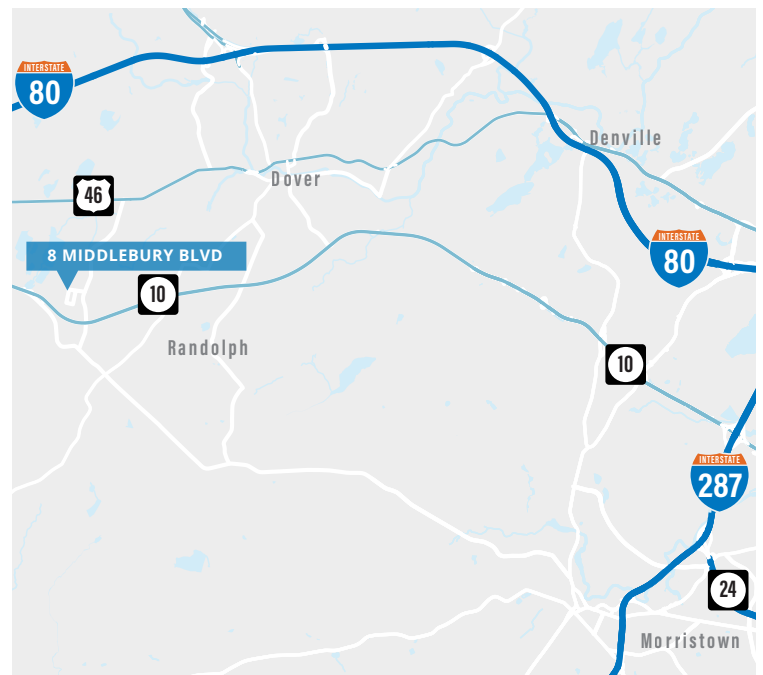 INTERSTATE
80
Denville
Dover
46
INTERSTATE
80
8 MIDDLEBURY BLVD
10
Randolph
10
INTERSTATE
287
24
Morristown